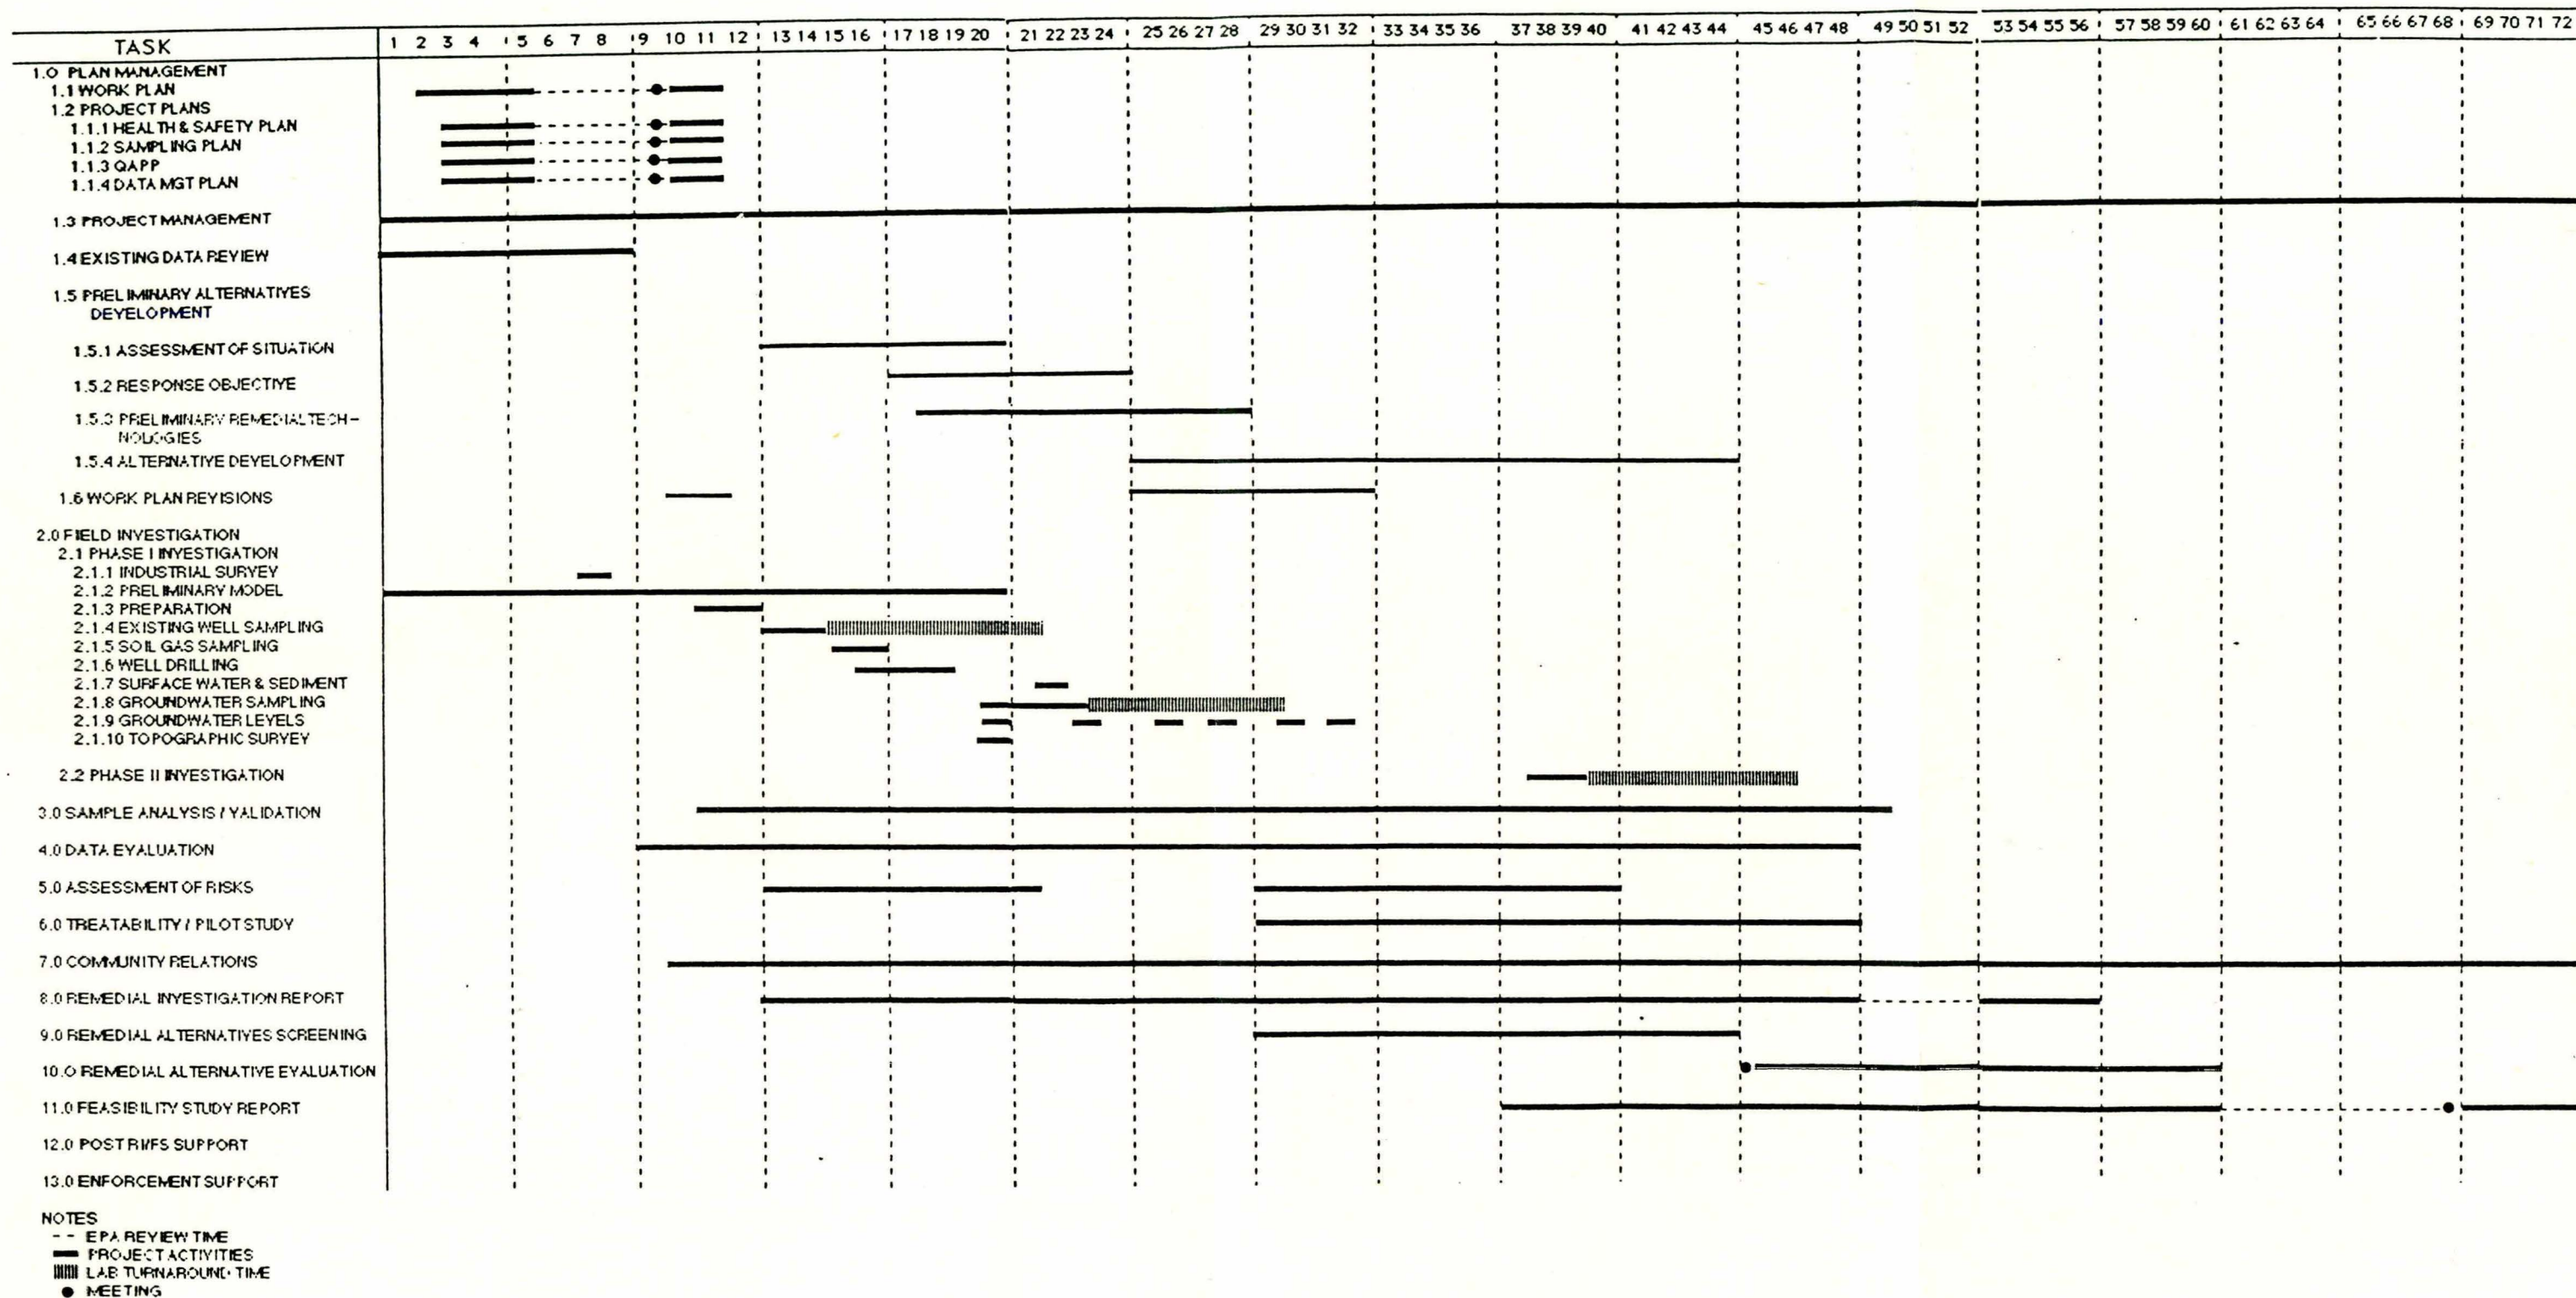 TASK 1 2 3 4 5 6 7 8 9 10 11 12 13 14 15 16 17 18 19 20 21 22 23 24 25 26 27 28 29 30 31 32 33 34 35 36 37 38 39 40 41 42 43 44 45 46 47 48 49 50 51 52 53 54 55 56 57 58 59 60 61 62 63 64 65 66 67 68 69 70 71 72
1.0 PLAN MANAGEMENT
1.1 WORK PLAN
1.2 PROJECT PLANS
1.1.1 HEALTH & SAFETY PLAN
1.1.2 SAMPLING PLAN
1.1.3 QAPP
1.1.4 DATA MGT PLAN
1.3 PROJECT MANAGEMENT
1.4 EXISTING DATA REVIEW
1.5 PRELIMINARY ALTERNATIVES
DEVELOPMENT
1.5.1 ASSESSMENT OF SITUATION
1.5.2 RESPONSE OBJECTIVE
1.5.3 PRELIMINARY REMEDIAL TECH-
NOLOGIES
1.5.4 ALTERNATIVE DEVELOPMENT
1.6 WORK PLAN REVISIONS
2.0 FIELD INVESTIGATION
2.1 PHASE I INVESTIGATION
2.1.1 INDUSTRIAL SURVEY
2.1.2 PRELIMINARY MODEL
2.1.3 PREPARATION
2.1.4 EXISTING WELL SAMPLING
2.1.5 SOIL GAS SAMPLING
2.1.6 WELL DRILLING
2.1.7 SURFACE WATER & SEDIMENT
2.1.8 GROUNDWATER SAMPLING
2.1.9 GROUNDWATER LEVELS
2.1.10 TOPOGRAPHIC SURVEY
2.2 PHASE II INVESTIGATION
3.0 SAMPLE ANALYSIS / VALIDATION
4.0 DATA EVALUATION
5.0 ASSESSMENT OF RISKS
6.0 TREATABILITY / PILOT STUDY
7.0 COMMUNITY RELATIONS
8.0 REMEDIAL INVESTIGATION REPORT
9.0 REMEDIAL ALTERNATIVES SCREENING
10.0 REMEDIAL ALTERNATIVE EVALUATION
11.0 FEASIBILITY STUDY REPORT
12.0 POST RI/FS SUPPORT
13.0 ENFORCEMENT SUPPORT
NOTES
-- EPA REVIEW TIME
PROJECT ACTIVITIES
LAB TURNAROUND TIME
● MEETING